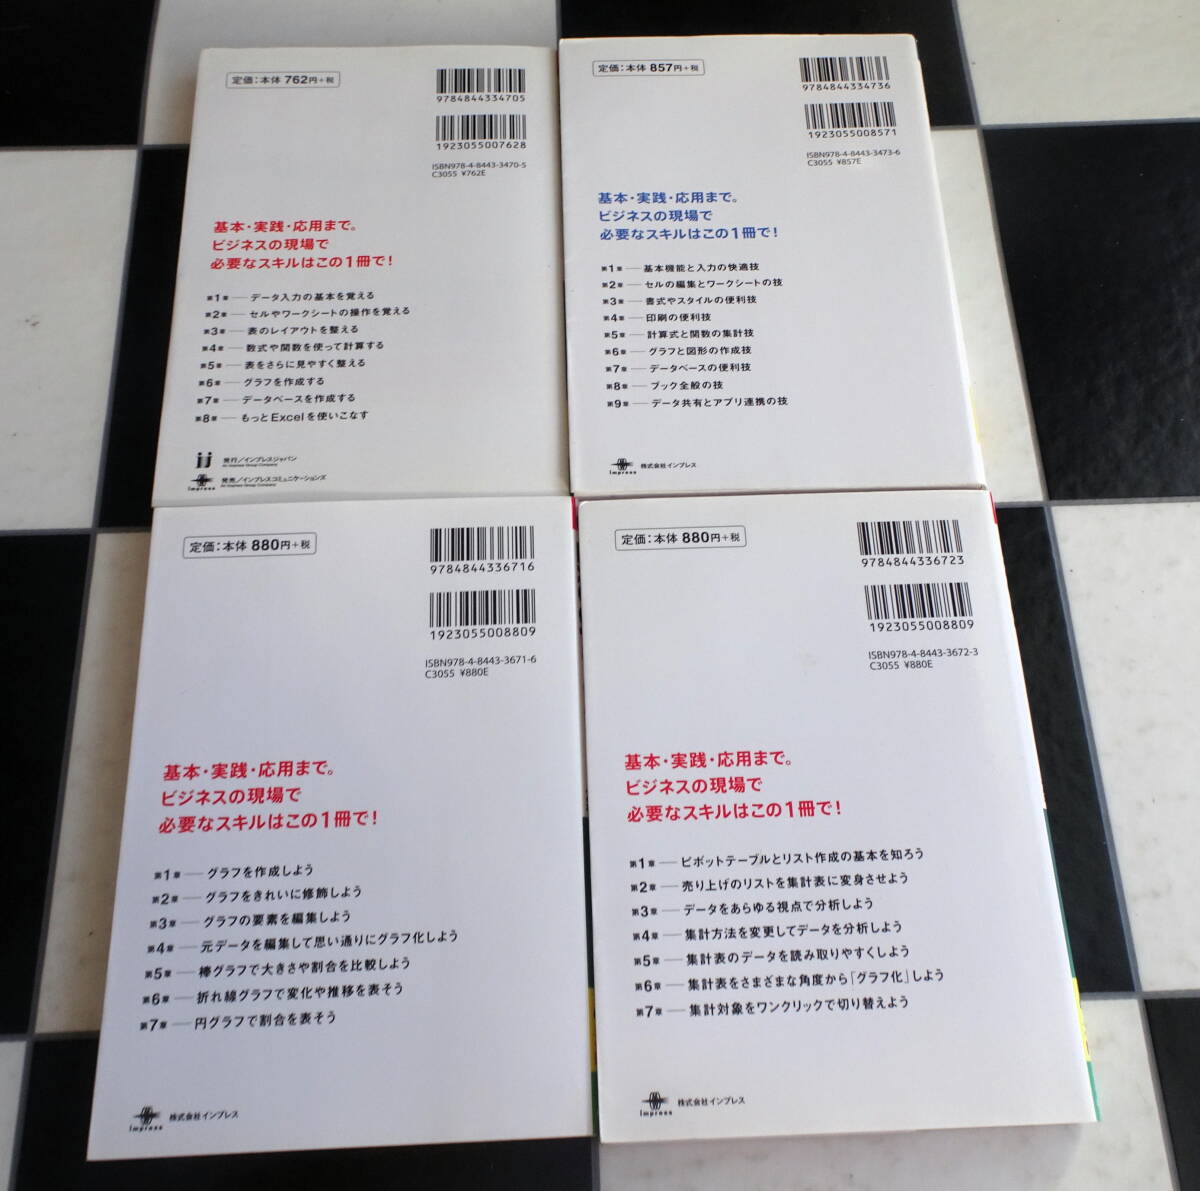 定価：本体 762円+税
9784844334705
1923055007628
ISBN978-4-8443-3470-5
C3055 ¥762E
基本・実践・応用まで。
ビジネスの現場で
必要なスキルはこの1冊で！
第1章 ── データ入力の基本を覚える
第2章 ── セルやワークシートの操作を覚える
第3章 ── 表のレイアウトを整える
第4章 ── 数式や関数を使って計算する
第5章 ── 表をさらに見やすく整える
第6章 ── グラフを作成する
第7章 ── データベースを作成する
第8章 ── もっとExcelを使いこなす
発行／インプレスジャパン
An Impress Group Company
Impress
発売／インプレスコミュニケーションズ
An Impress Group Company
定価：本体 857円+税
9784844334736
1923055008571
ISBN978-4-8443-3473-6
C3055 ¥857E
基本・実践・応用まで。
ビジネスの現場で
必要なスキルはこの1冊で！
第1章 ── 基本機能と入力の快適技
第2章 ── セルの編集とワークシートの技
第3章 ── 書式やスタイルの便利技
第4章 ── 印刷の便利技
第5章 ── 計算式と関数の集計技
第6章 ── グラフと図形の作成技
第7章 ── データベースの便利技
第8章 ── ブック全般の技
第9章 ── データ共有とアプリ連携の技
Impress
株式会社インプレス
定価：本体 880円+税
9784844336716
1923055008809
ISBN978-4-8443-3671-6
C3055 ¥880E
基本・実践・応用まで。
ビジネスの現場で
必要なスキルはこの1冊で！
第1章 ── グラフを作成しよう
第2章 ── グラフをきれいに修飾しよう
第3章 ── グラフの要素を編集しよう
第4章 ── 元データを編集して思い通りにグラフ化しよう
第5章 ── 棒グラフで大きさや割合を比較しよう
第6章 ── 折れ線グラフで変化や推移を表そう
第7章 ── 円グラフで割合を表そう
Impress
株式会社インプレス
定価：本体 880円+税
9784844336723
1923055008809
ISBN978-4-8443-3672-3
C3055 ¥880E
基本・実践・応用まで。
ビジネスの現場で
必要なスキルはこの1冊で！
第1章 ── ピボットテーブルとリスト作成の基本を知ろう
第2章 ── 売り上げのリストを集計表に変身させよう
第3章 ── データをあらゆる視点で分析しよう
第4章 ── 集計方法を変更してデータを分析しよう
第5章 ── 集計表のデータを読み取りやすくしよう
第6章 ── 集計表をさまざまな角度から「グラフ化」しよう
第7章 ── 集計対象をワンクリックで切り替えよう
Impress
株式会社インプレス